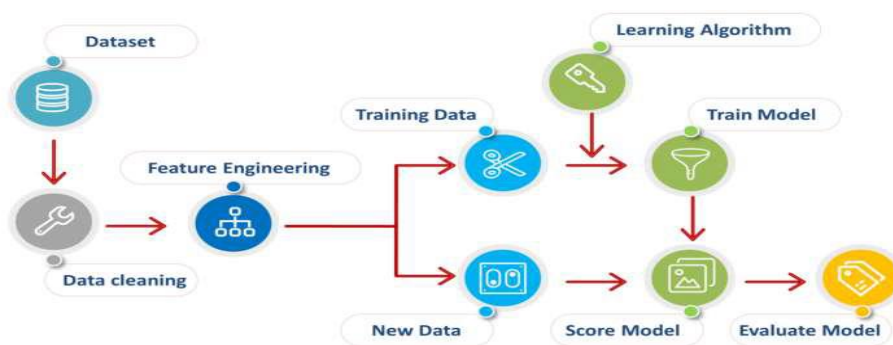 Dataset
Learning Algorithm
Training Data
Train Model
Feature Engineering
Data cleaning
New Data
Score Model
Evaluate Model